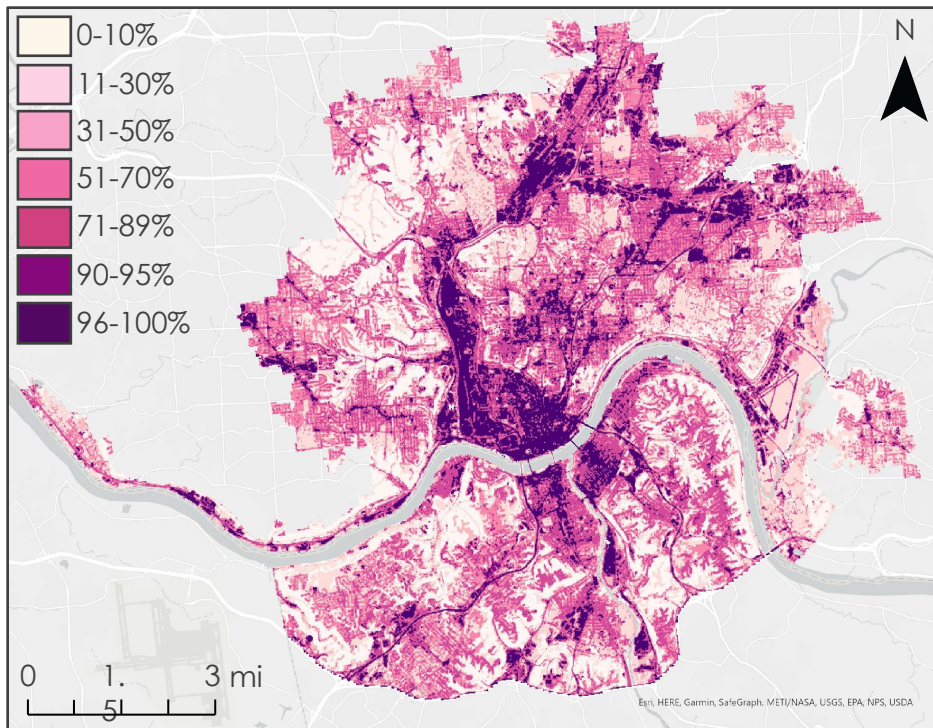 0-10%
11-30%
31-50%
51-70%
71-89%
90-95%
96-100%
N
0 1. 3 mi
5
Esri, HERE, Garmin, SafeGraph, METI/NASA, USGS, EPA, NPS, USDA